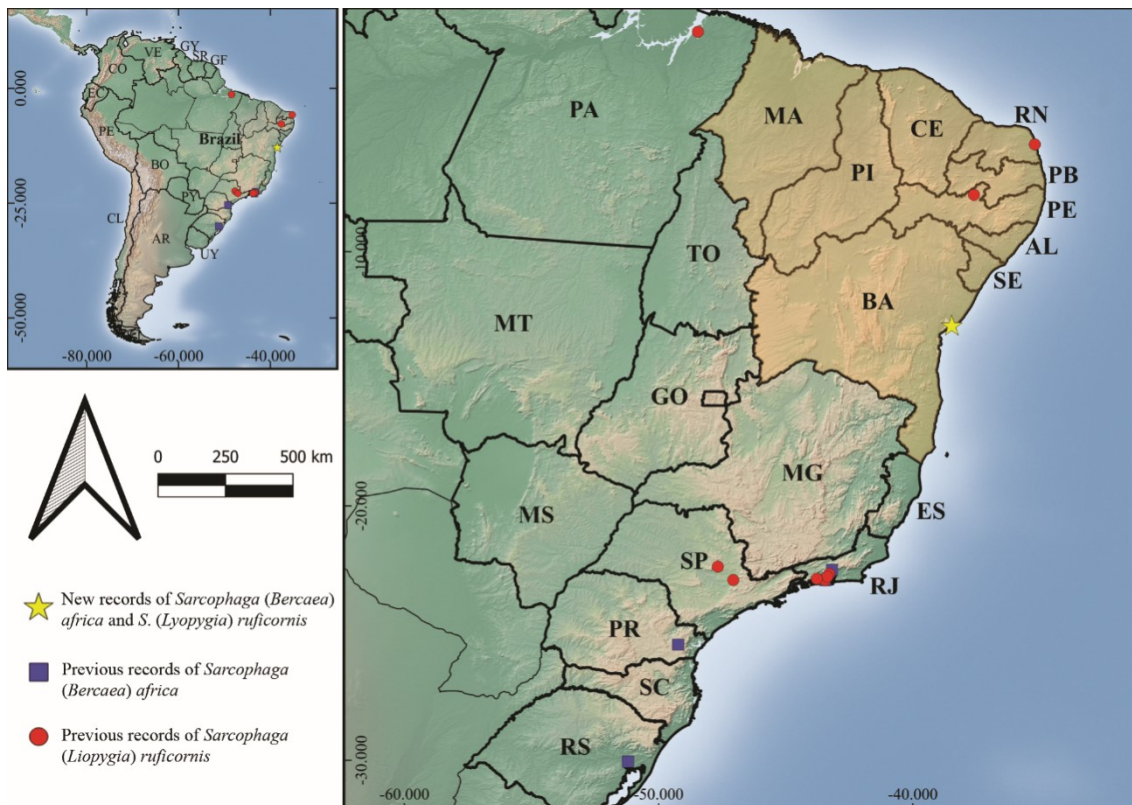 GY
VE
SR
GF
CO
EC
PE
Brazil
BO
PY
CL
AR
UY
0.000
-25.000
-50.000
-80.000
-60.000
-40.000
0
250
500 km
New records of Sarcophaga (Bercaea)
africa and S. (Lyopygia) ruficornis
Previous records of Sarcophaga
(Bercaea) africa
Previous records of Sarcophaga
(Liopygia) ruficornis
PA
MA
CE
RN
PI
PB
PE
AL
SE
TO
BA
MT
GO
MG
ES
MS
SP
RJ
PR
SC
RS
-10.000
-20.000
-30.000
-60.000
-50.000
-40.000